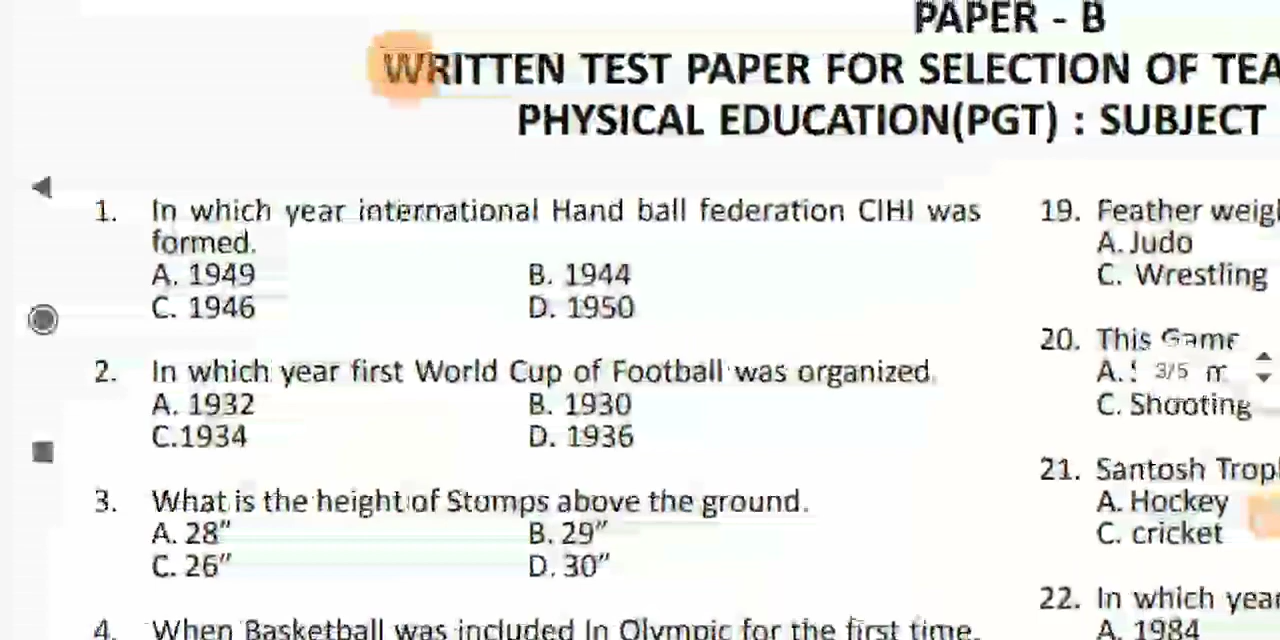 PAPER - B
WRITTEN TEST PAPER FOR SELECTION OF
PHYSICAL EDUCATION(PGT) : SUBJECT
1. In which year international Hand ball federation CIHI was
formed.
A. 1949 B. 1944
C. 1946 D. 1950
2. In which year first World Cup of Football was organized.
A. 1932 B. 1930
C.1934 D. 1936
3. What is the height of Stumps above the ground.
A. 28" B. 29"
C. 26" D. 30"
4. When Basketball was included In Olympic for the first time.
19. Feather
A. Judo
C. Wrestling
20. This Game
A. 3/5
C. Shooting
21. Santosh
A. Hockey
C. cricket
22. In which year
A. 1984